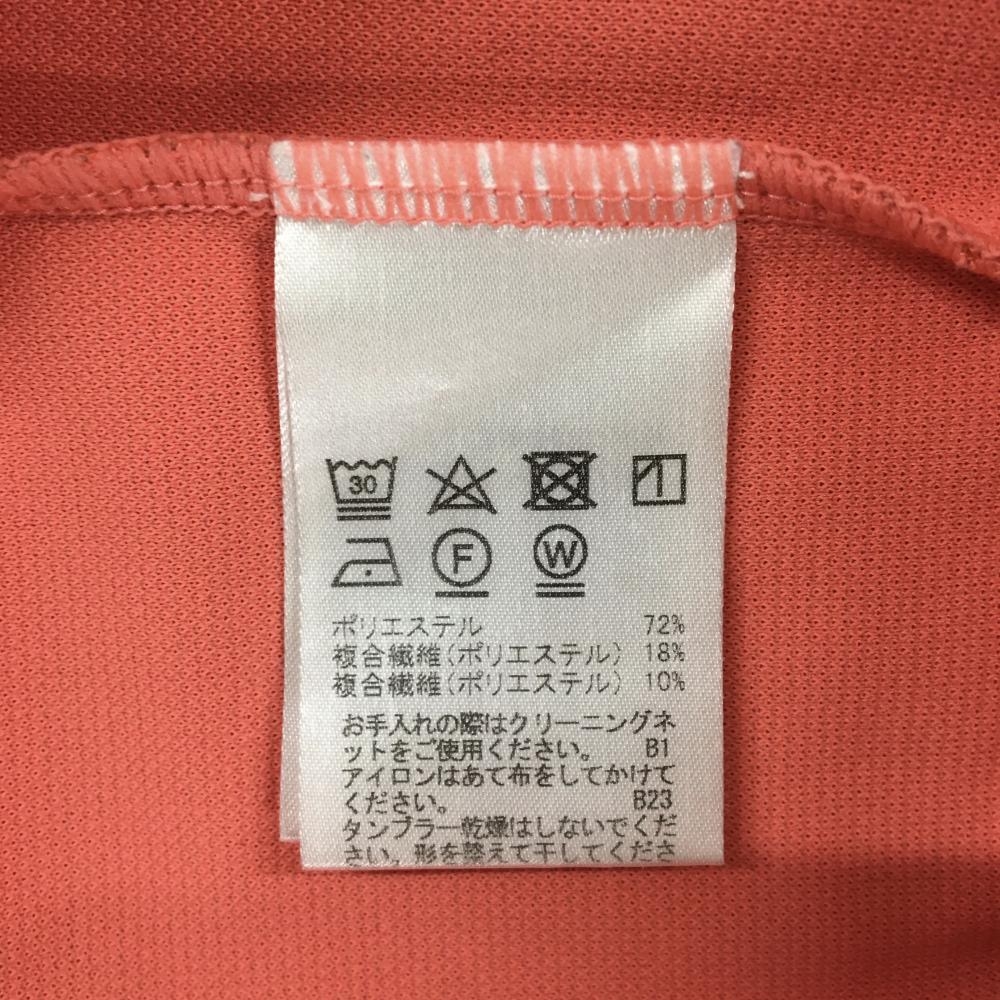 30
F W
ポリエステル 72%
複合繊維(ポリエステル) 18%
複合繊維(ポリエステル) 10%
お手入れの際はクリーニングネ
ットをご使用ください。 B1
アイロンはあて布をしてかけて
ください。 B23
タンブラー乾燥はしないでくだ
さい。形を整えて干してくださ